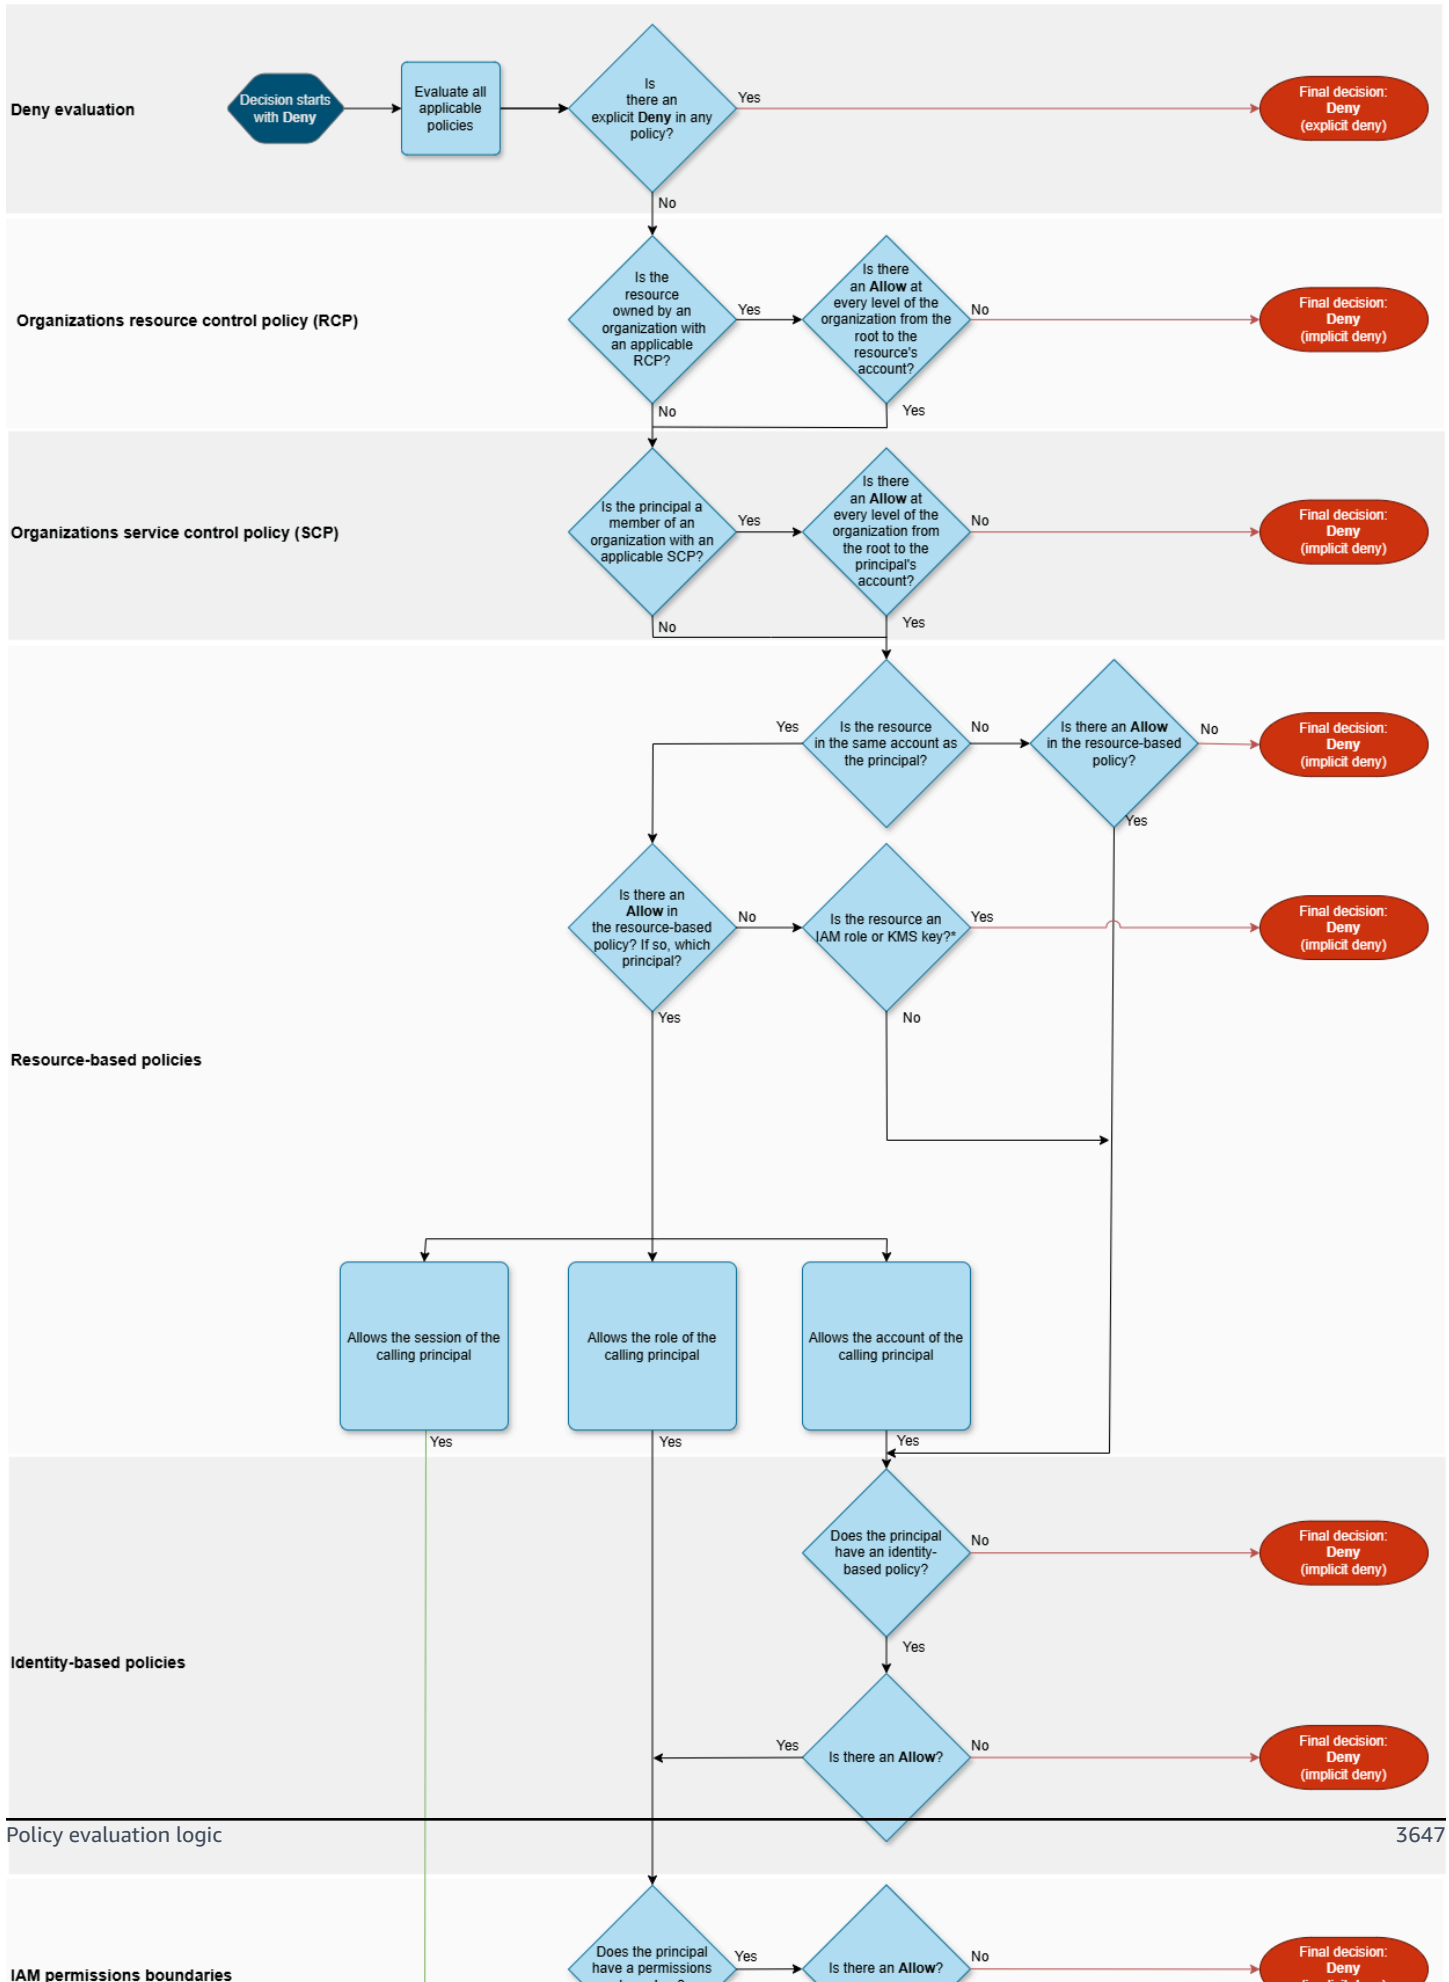 Deny evaluation
Decision starts
with Deny
Evaluate all
applicable
policies
Is
there an
explicit Deny in any
policy?
Yes
Final decision:
Deny
(explicit deny)
No
Organizations resource control policy (RCP)
Is the
resource
owned by an
organization with
an applicable
RCP?
Yes
Is there
an Allow at
every level of the
organization from the
root to the
resource's
account?
No
Final decision:
Deny
(implicit deny)
No
Yes
Organizations service control policy (SCP)
Is the principal a
member of an
organization with an
applicable SCP?
Yes
Is there
an Allow at
every level of the
organization from
the root to the
principal's
account?
No
Final decision:
Deny
(implicit deny)
No
Yes
Resource-based policies
Yes
Is the resource
in the same account as
the principal?
No
Is there an Allow
in the resource-based
policy?
No
Final decision:
Deny
(implicit deny)
Yes
Is there an
Allow in
the resource-based
policy? If so, which
principal?
No
Is the resource an
IAM role or KMS key?*
Yes
Final decision:
Deny
(implicit deny)
Yes
No
Allows the session of the
calling principal
Allows the role of the
calling principal
Allows the account of the
calling principal
Yes
Yes
Yes
Identity-based policies
Does the principal
have an identity-
based policy?
No
Final decision:
Deny
(implicit deny)
Yes
Yes
Is there an Allow?
No
Final decision:
Deny
(implicit deny)
Policy evaluation logic
3647
IAM permissions boundaries
Does the principal
have a permissions
Yes
Is there an Allow?
No
Final decision:
Deny